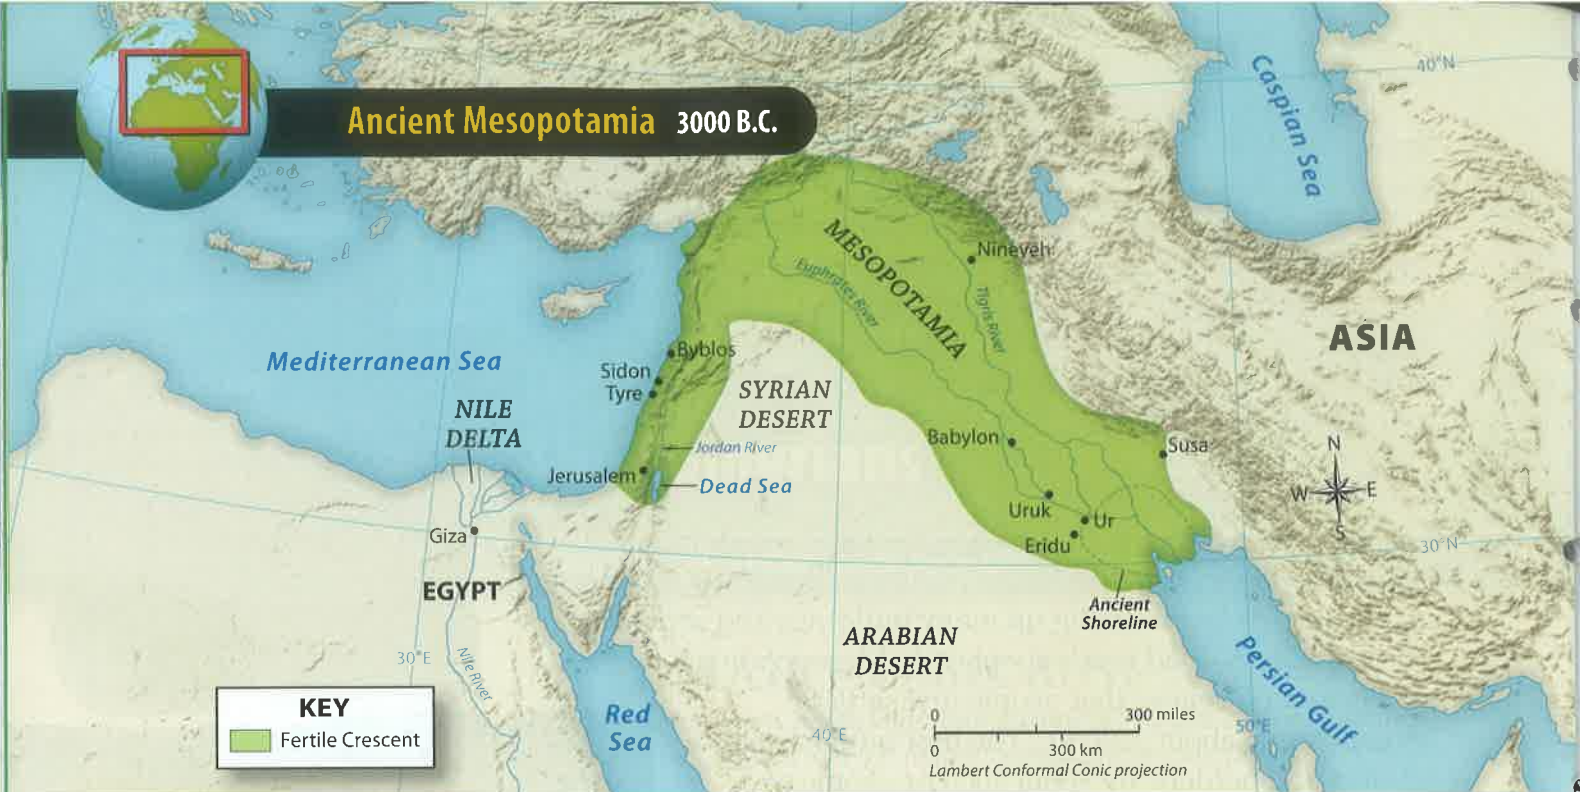 Ancient Mesopotamia 3000 B.C.
40°N
Caspian Sea
MESOPOTAMIA
Nineveh
Euphrates River
Tigris River
ASIA
Mediterranean Sea
Byblos
Sidon
Tyre
SYRIAN
DESERT
NILE
DELTA
Jordan River
Babylon
Susa
Jerusalem
Dead Sea
N
W
E
S
Uruk
Ur
Giza
Eridu
30°N
EGYPT
Ancient
Shoreline
ARABIAN
DESERT
30°E
Nile River
Persian Gulf
KEY
Fertile Crescent
Red
Sea
40°E
50°E
0
300 miles
0
300 km
Lambert Conformal Conic projection